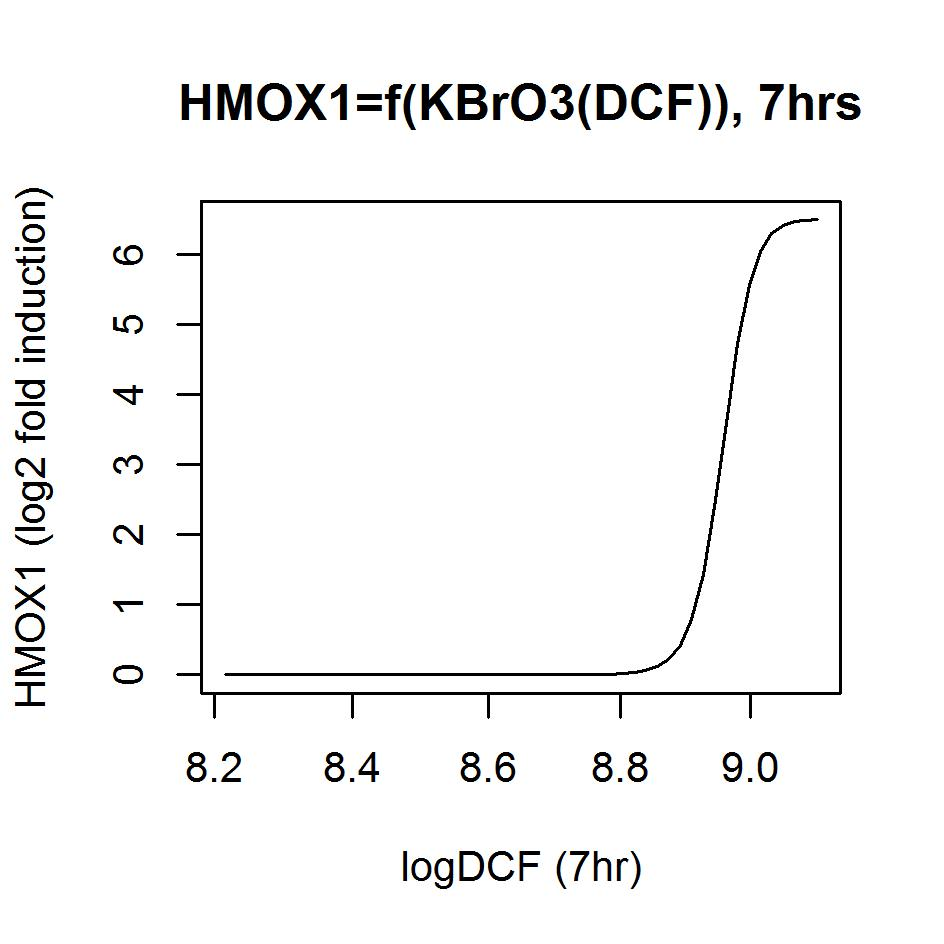 HMOX1=f(KBrO3(DCF)), 7hrs
HMOX1 (log2 fold induction)
6
5
4
3
2
1
0
8.2 8.4 8.6 8.8 9.0
logDCF (7hr)